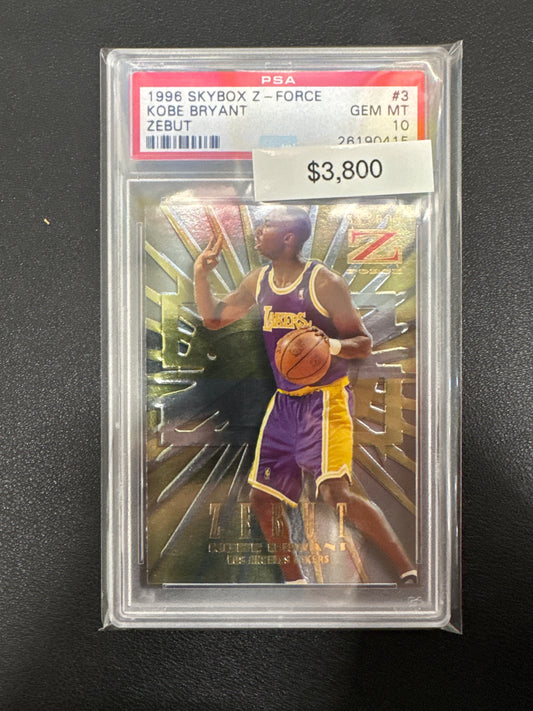 PSA
1996 SKYBOX Z-FORCE #3
KOBE BRYANT GEM MT
ZEBUT 10
26190415
$3,800
Z
FORCE
LAKERS
ZEBUT
KOBE BRYANT
LOS ANGELES LAKERS